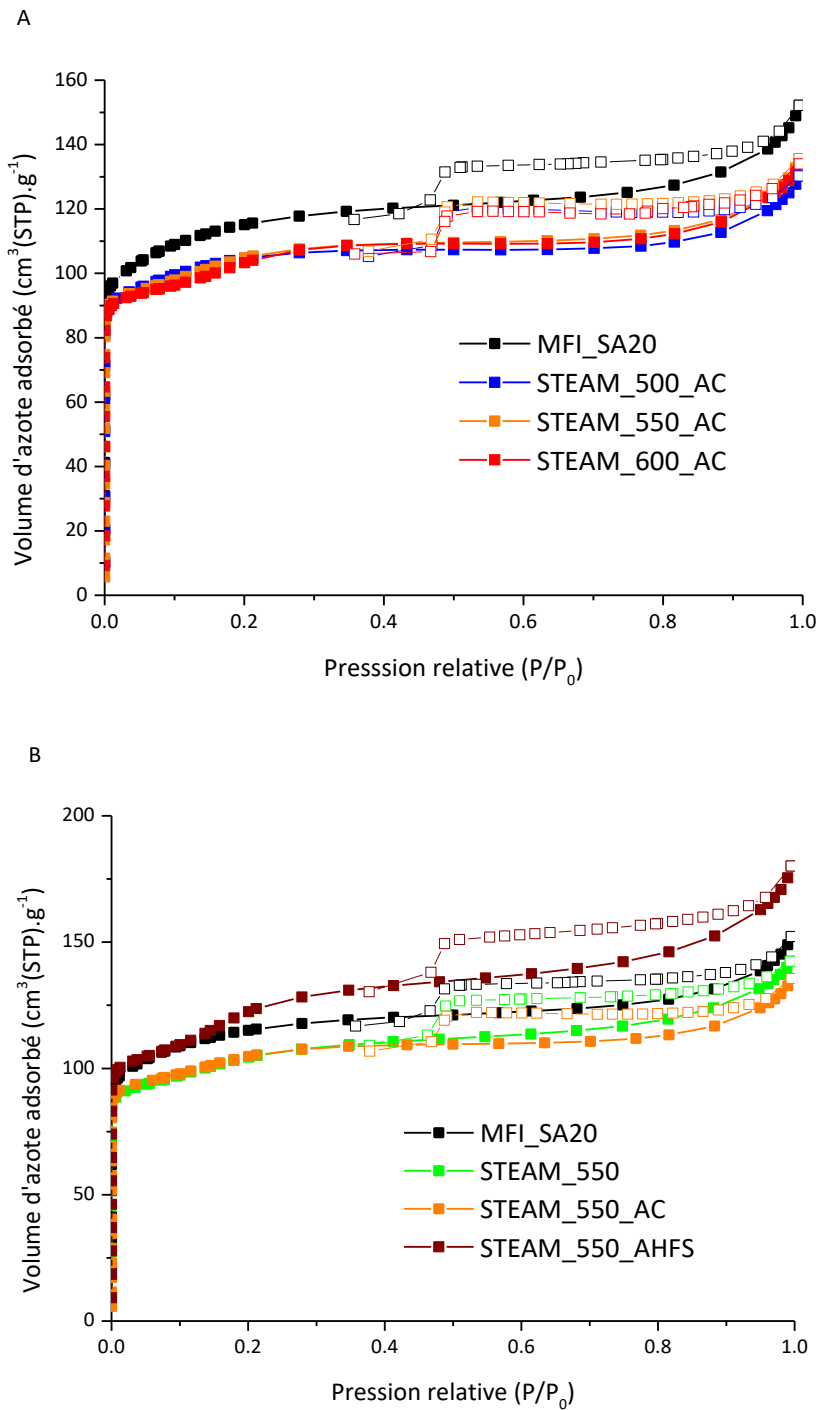 A
160
140
120
100
80
60
40
20
0
Volume d'azote adsorbé (cm³(STP).g⁻¹)
MFI_SA20
STEAM_500_AC
STEAM_550_AC
STEAM_600_AC
0.0 0.2 0.4 0.6 0.8 1.0
Presssion relative (P/P₀)
B
200
150
100
50
0
Volume d'azote adsorbé (cm³(STP).g⁻¹)
MFI_SA20
STEAM_550
STEAM_550_AC
STEAM_550_AHFS
0.0 0.2 0.4 0.6 0.8 1.0
Pression relative (P/P₀)